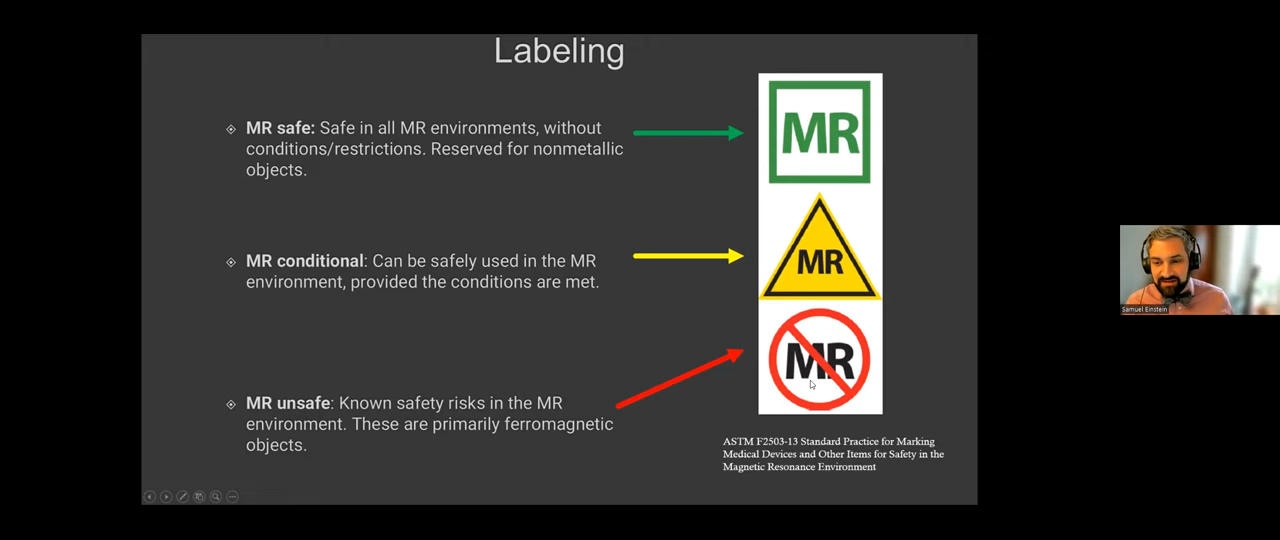 Labeling
MR safe: Safe in all MR environments, without
conditions/restrictions. Reserved for nonmetallic
objects.
MR
MR conditional: Can be safely used in the MR
environment, provided the conditions are met.
MR
MR unsafe: Known safety risks in the MR
environment. These are primarily ferromagnetic
objects.
MR
ASTM F2503-13 Standard Practice for Marking
Medical Devices and Other Items for Safety in the
Magnetic Resonance Environment
Samuel Einstein